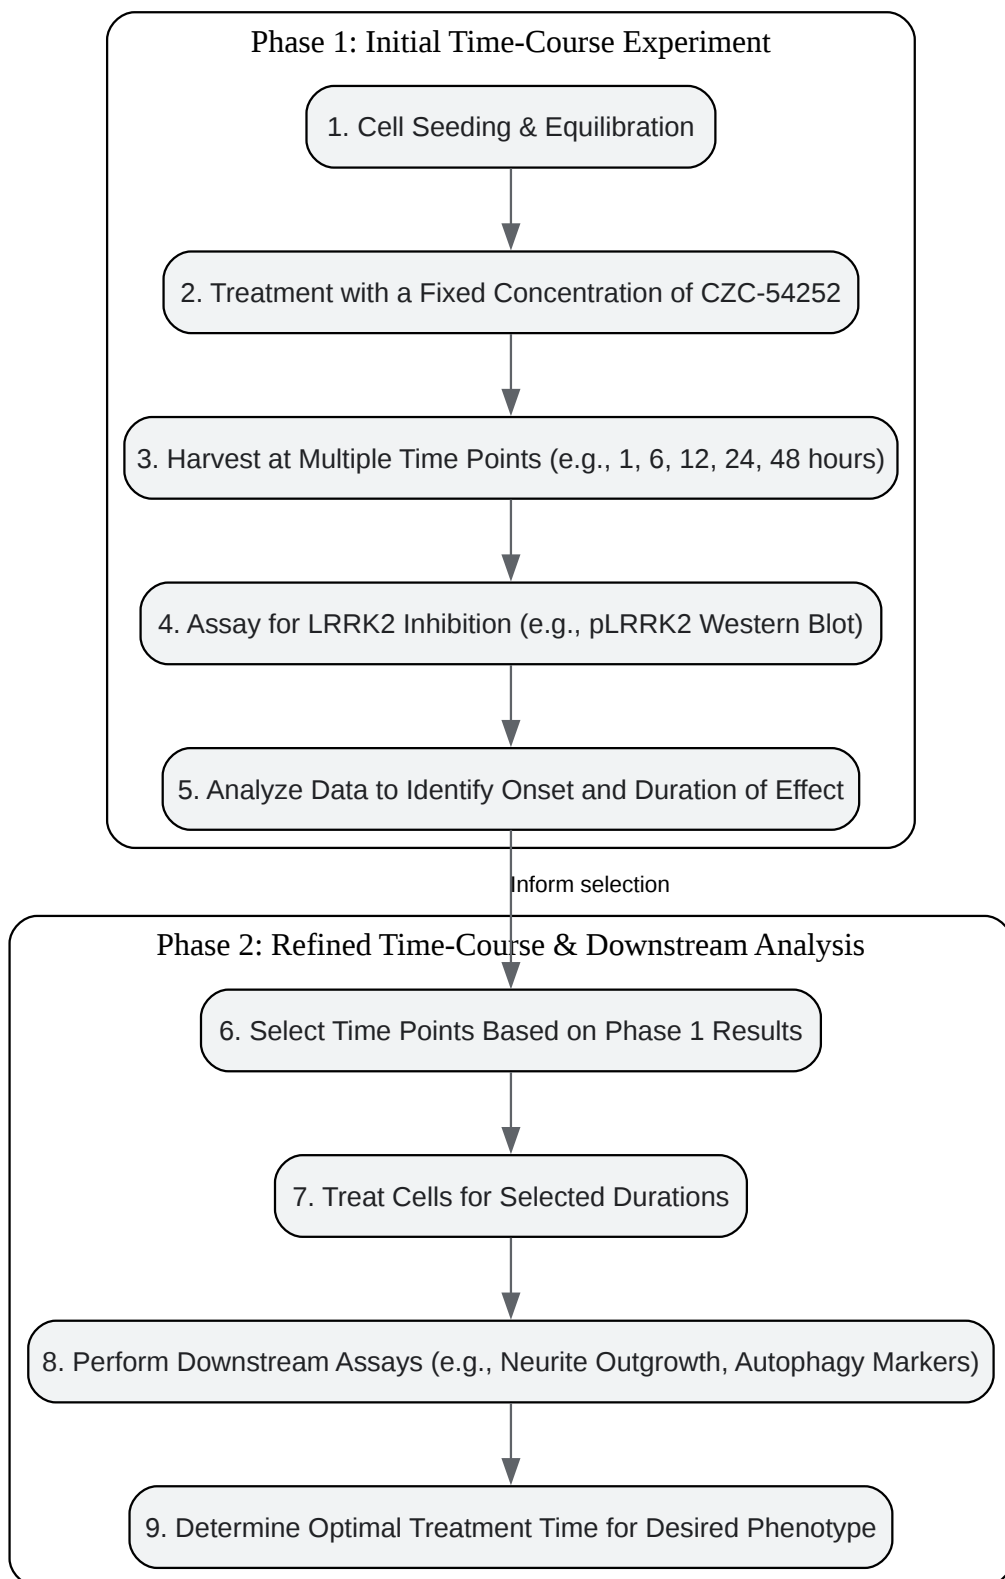 Phase 1: Initial Time-Course Experiment
1. Cell Seeding & Equilibration
2. Treatment with a Fixed Concentration of CZC-54252
3. Harvest at Multiple Time Points (e.g., 1, 6, 12, 24, 48 hours)
4. Assay for LRRK2 Inhibition (e.g., pLRRK2 Western Blot)
5. Analyze Data to Identify Onset and Duration of Effect
Inform selection
Phase 2: Refined Time-Course & Downstream Analysis
6. Select Time Points Based on Phase 1 Results
7. Treat Cells for Selected Durations
8. Perform Downstream Assays (e.g., Neurite Outgrowth, Autophagy Markers)
9. Determine Optimal Treatment Time for Desired Phenotype